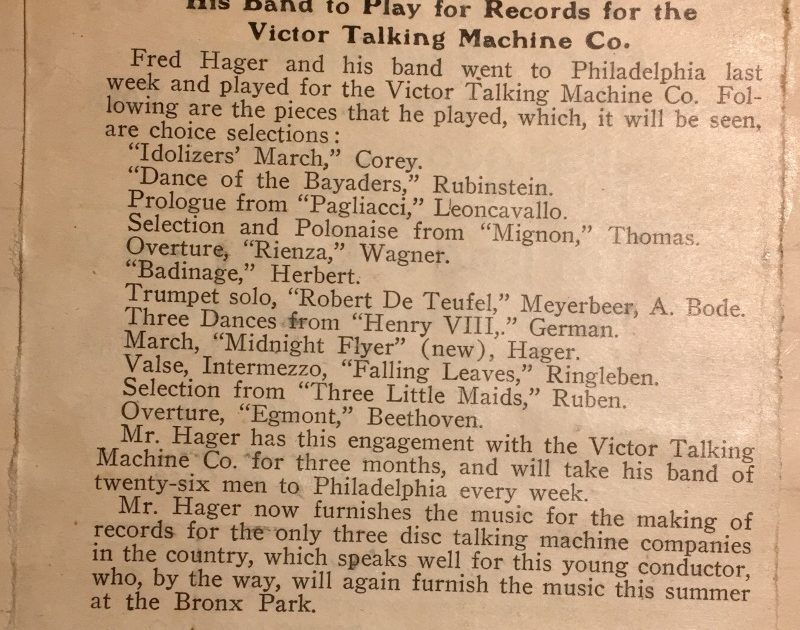 His Band to Play for Records for the
Victor Talking Machine Co.
Fred Hager and his band went to Philadelphia last
week and played for the Victor Talking Machine Co. Fol-
lowing are the pieces that he played, which, it will be seen,
are choice selections:
"Idolizers' March," Corey.
"Dance of the Bayaders," Rubinstein.
Prologue from "Pagliacci," Leoncavallo.
Selection and Polonaise from "Mignon," Thomas.
Overture, "Rienza," Wagner.
"Badinage," Herbert.
Trumpet solo, "Robert De Teufel," Meyerbeer, A. Bode.
Three Dances from "Henry VIII,." German.
March, "Midnight Flyer" (new), Hager.
Valse, Intermezzo, "Falling Leaves," Ringleben.
Selection from "Three Little Maids," Ruben.
Overture, "Egmont," Beethoven.
Mr. Hager has this engagement with the Victor Talking
Machine Co. for three months, and will take his band of
twenty-six men to Philadelphia every week.
Mr. Hager now furnishes the music for the making of
records for the only three disc talking machine companies
in the country, which speaks well for this young conductor,
who, by the way, will again furnish the music this summer
at the Bronx Park.